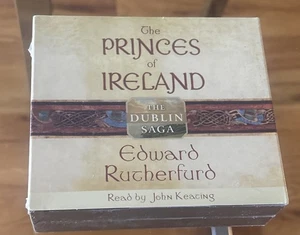 The
PRINCES
of
IRELAND
THE
DUBLIN
SAGA
Edward
Rutherfurd
Read by John Keating